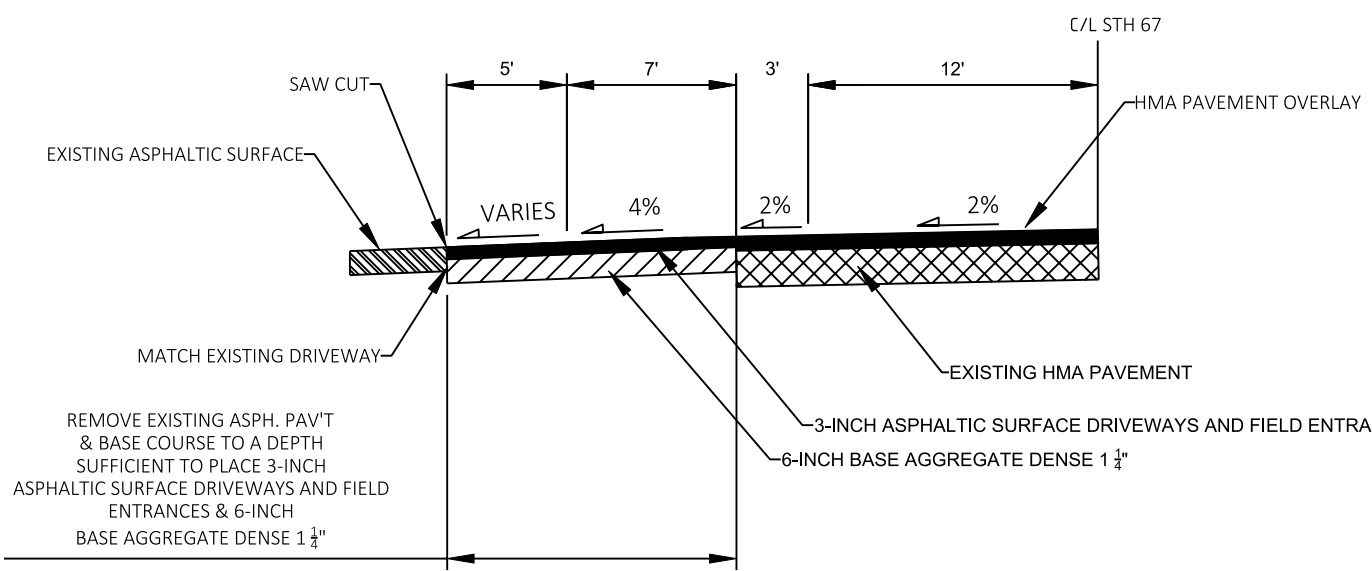 C/L STH 67
5'
7'
3'
12'
SAW CUT
HMA PAVEMENT OVERLAY
EXISTING ASPHALTIC SURFACE
VARIES
4%
2%
2%
MATCH EXISTING DRIVEWAY
EXISTING HMA PAVEMENT
REMOVE EXISTING ASPH. PAV'T
& BASE COURSE TO A DEPTH
SUFFICIENT TO PLACE 3-INCH
ASPHALTIC SURFACE DRIVEWAYS AND FIELD
ENTRANCES & 6-INCH
BASE AGGREGATE DENSE 1 1/4"
3-INCH ASPHALTIC SURFACE DRIVEWAYS AND FIELD ENTRA
6-INCH BASE AGGREGATE DENSE 1 1/4"